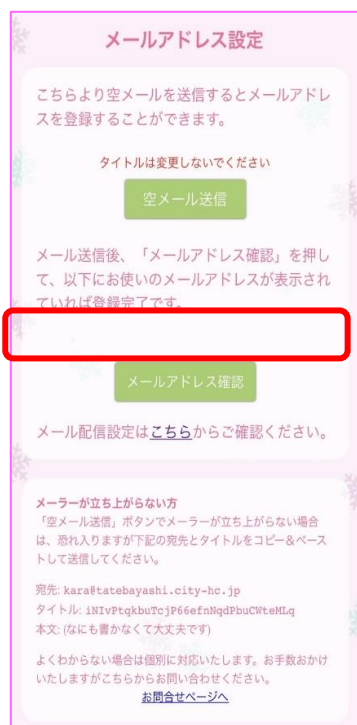 メールアドレス設定
こちらより空メールを送信するとメールアドレ
スを登録することができます。
タイトルは変更しないでください
空メール送信
メール送信後、「メールアドレス確認」を押し
て、以下にお使いのメールアドレスが表示され
ていれば登録完了です。
メールアドレス確認
メール配信設定はこちらからご確認ください。
メーラーが立ち上がらない方
「空メール送信」ボタンでメーラーが立ち上がらない場合
は、恐れ入りますが下記の宛先とタイトルをコピー＆ペース
トして送信してください。
宛先: kara@tatebayashi.city-hc.jp
タイトル: iNIvPtqkbuTcjP66efnNqdPbuCWteMLq
本文: (なにも書かなくて大丈夫です)
よくわからない場合は個別に対応いたします。お手数おかけ
いたしますがこちらからお問い合わせください。
お問合せページへ